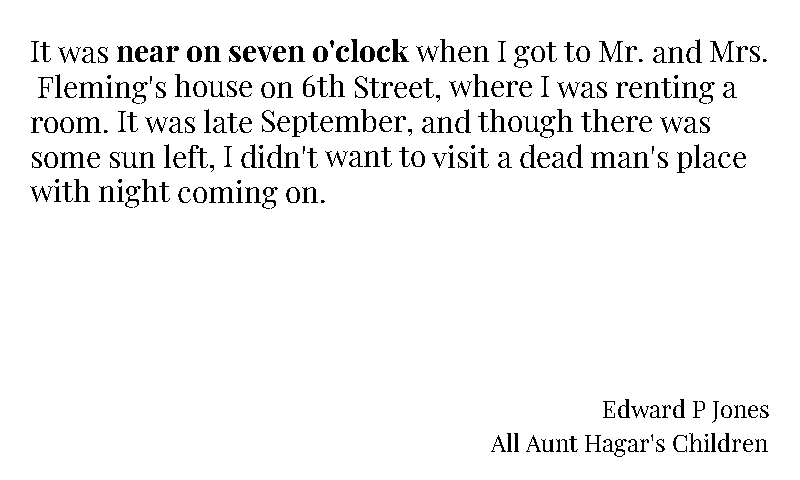 It was near on seven o'clock when I got to Mr. and Mrs.
Fleming's house on 6th Street, where I was renting a
room. It was late September, and though there was
some sun left, I didn't want to visit a dead man's place
with night coming on.
Edward P Jones
All Aunt Hagar's Children